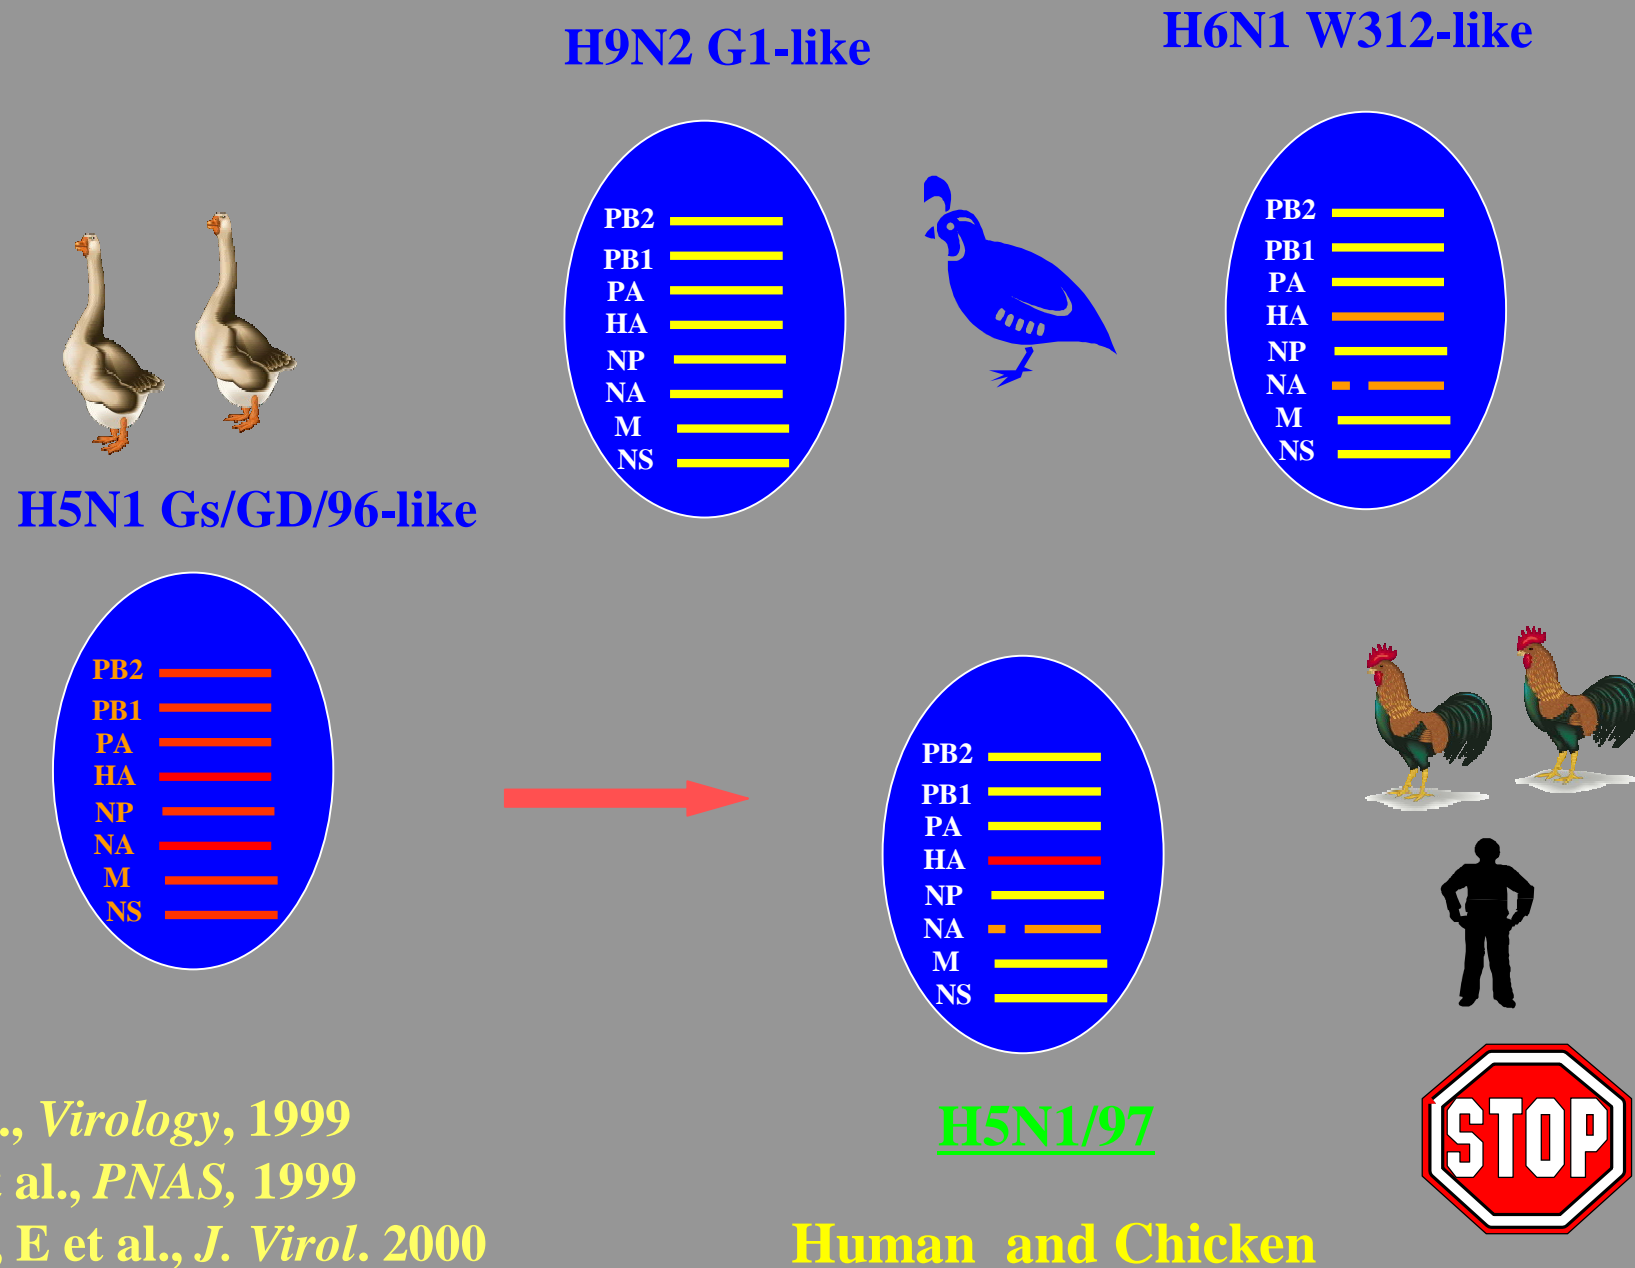 H9N2 G1-like
H6N1 W312-like
PB2
PB1
PA
HA
NP
NA
M
NS
PB2
PB1
PA
HA
NP
NA
M
NS
H5N1 Gs/GD/96-like
PB2
PB1
PA
HA
NP
NA
M
NS
PB2
PB1
PA
HA
NP
NA
M
NS
., Virology, 1999
al., PNAS, 1999
, E et al., J. Virol. 2000
H5N1/97
STOP
Human and Chicken